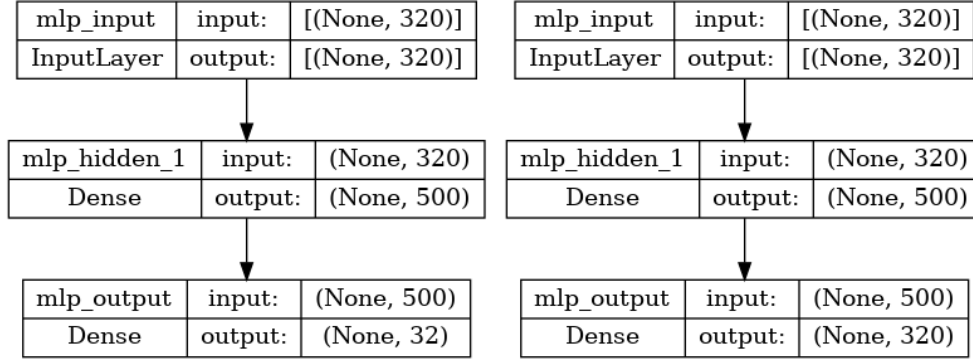 mlp_input input: [(None, 320)]
InputLayer output: [(None, 320)]
mlp_hidden_1 input: (None, 320)
Dense output: (None, 500)
mlp_output input: (None, 500)
Dense output: (None, 32)
mlp_input input: [(None, 320)]
InputLayer output: [(None, 320)]
mlp_hidden_1 input: (None, 320)
Dense output: (None, 500)
mlp_output input: (None, 500)
Dense output: (None, 320)